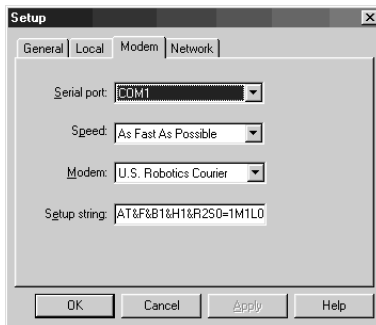 Setup
General Local Modem Network
Serial port: COM1
Speed: As Fast As Possible
Modem: U.S. Robotics Courier
Setup string: AT&F&B1&H1&R2S0=1M1L0
OK Cancel Apply Help